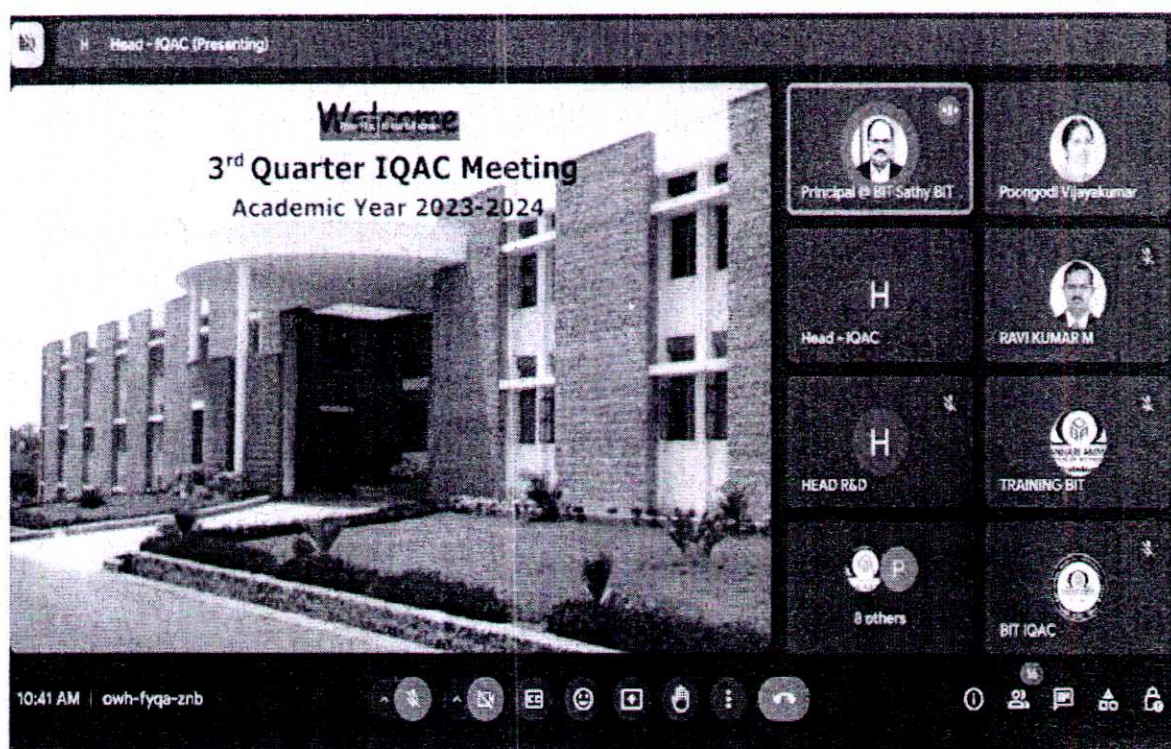 H Head - IQAC (Presenting)
Welcome
3rd Quarter IQAC Meeting
Academic Year 2023-2024
Principal @ BIT Sathy BIT
Poongodi Vijayakumar
H
Head - IQAC
RAVI KUMAR M
H
HEAD R&D
TRAINING BIT
P
8 others
BIT IQAC
10:41 AM | owh-fyqa-znb
CC
16